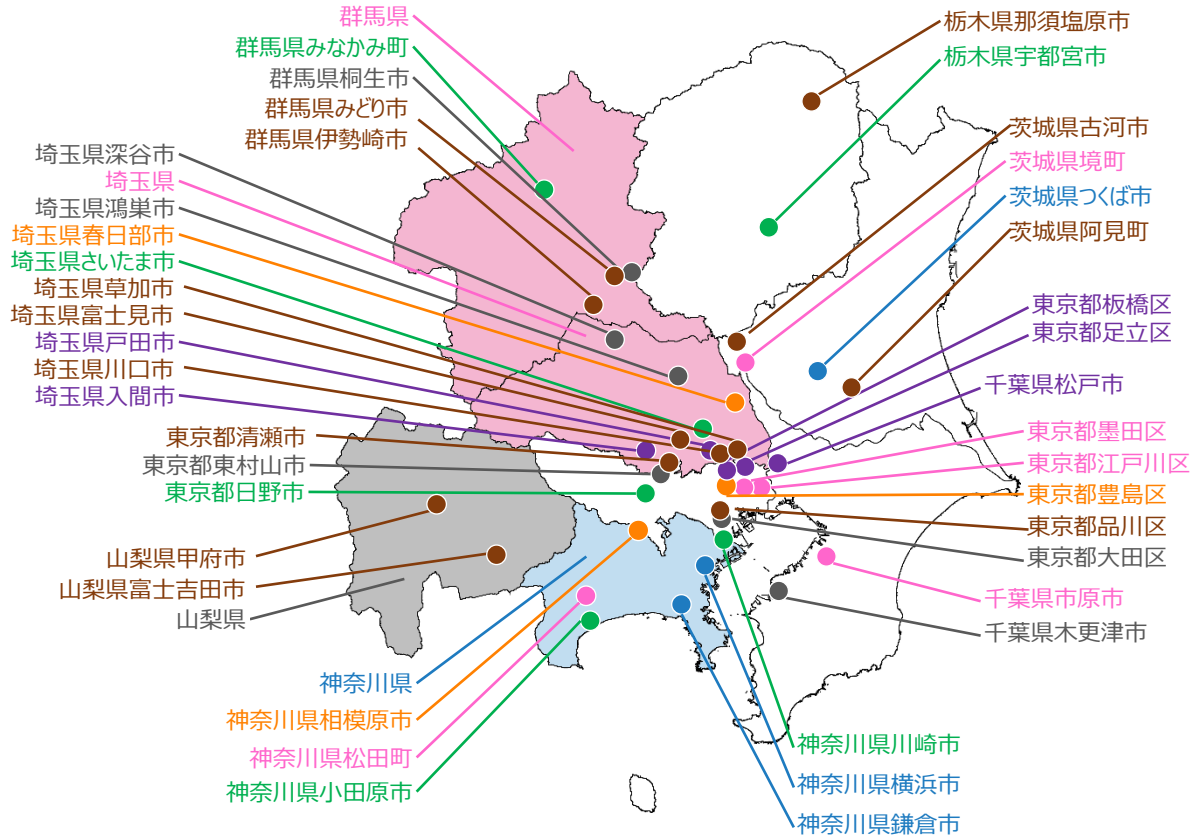 群馬県
群馬県みなかみ町
群馬県桐生市
群馬県みどり市
群馬県伊勢崎市
埼玉県深谷市
埼玉県
埼玉県鴻巣市
埼玉県春日部市
埼玉県さいたま市
埼玉県草加市
埼玉県富士見市
埼玉県戸田市
埼玉県川口市
埼玉県入間市
東京都清瀬市
東京都東村山市
東京都日野市
山梨県甲府市
山梨県富士吉田市
山梨県
神奈川県
神奈川県相模原市
神奈川県松田町
神奈川県小田原市
栃木県那須塩原市
栃木県宇都宮市
茨城県古河市
茨城県境町
茨城県つくば市
茨城県阿見町
東京都板橋区
東京都足立区
千葉県松戸市
東京都墨田区
東京都江戸川区
東京都豊島区
東京都品川区
東京都大田区
千葉県市原市
千葉県木更津市
神奈川県川崎市
神奈川県横浜市
神奈川県鎌倉市